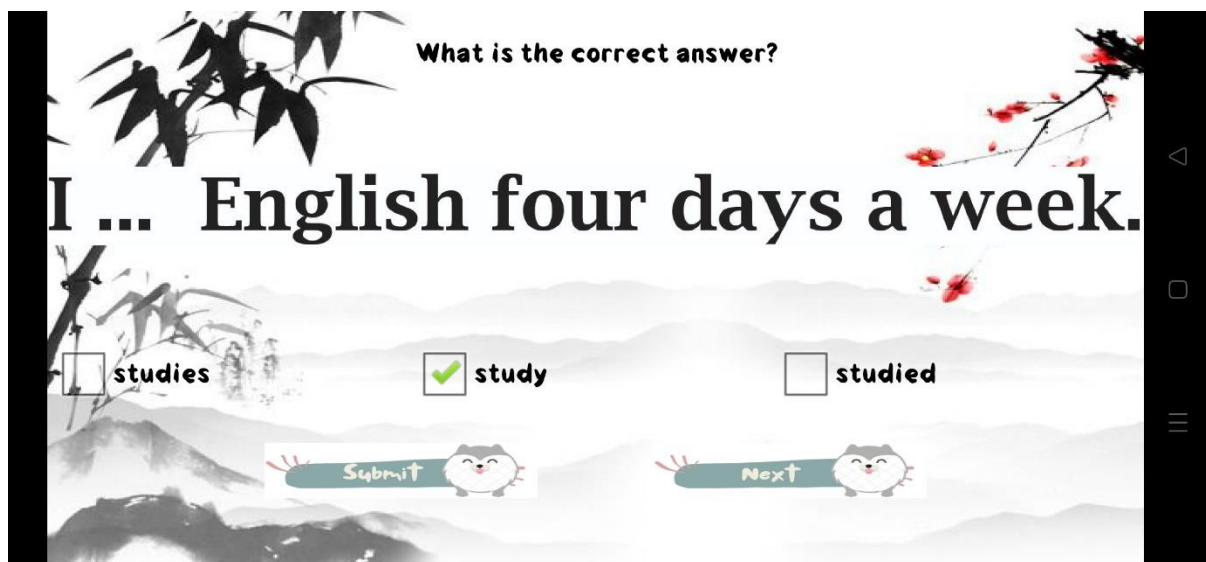 What is the correct answer?
I ... English four days a week.
studies study studied
Submit Next